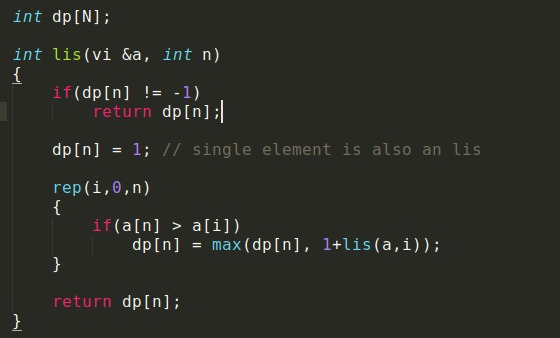 int dp[N];
int lis(vi &a, int n)
{
if(dp[n] != -1)
return dp[n];
dp[n] = 1; // single element is also an lis
rep(i,0,n)
{
if(a[n] > a[i])
dp[n] = max(dp[n], 1+lis(a,i));
}
return dp[n];
}